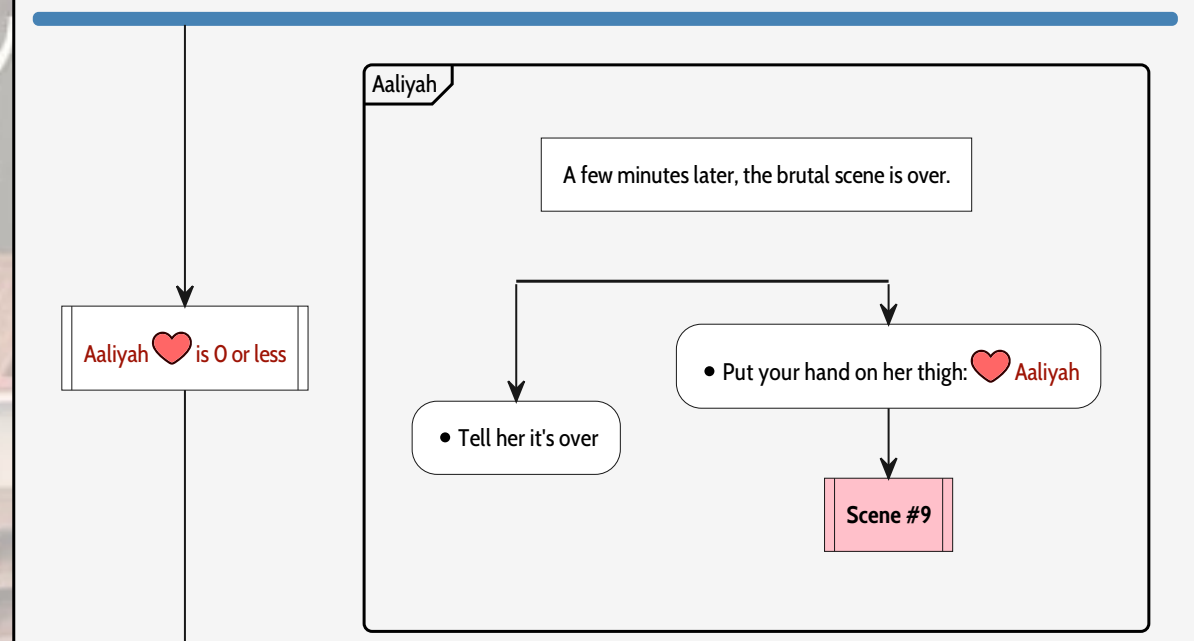 Aaliyah
A few minutes later, the brutal scene is over.
Aaliyah is 0 or less
• Put your hand on her thigh: Aaliyah
• Tell her it's over
Scene #9